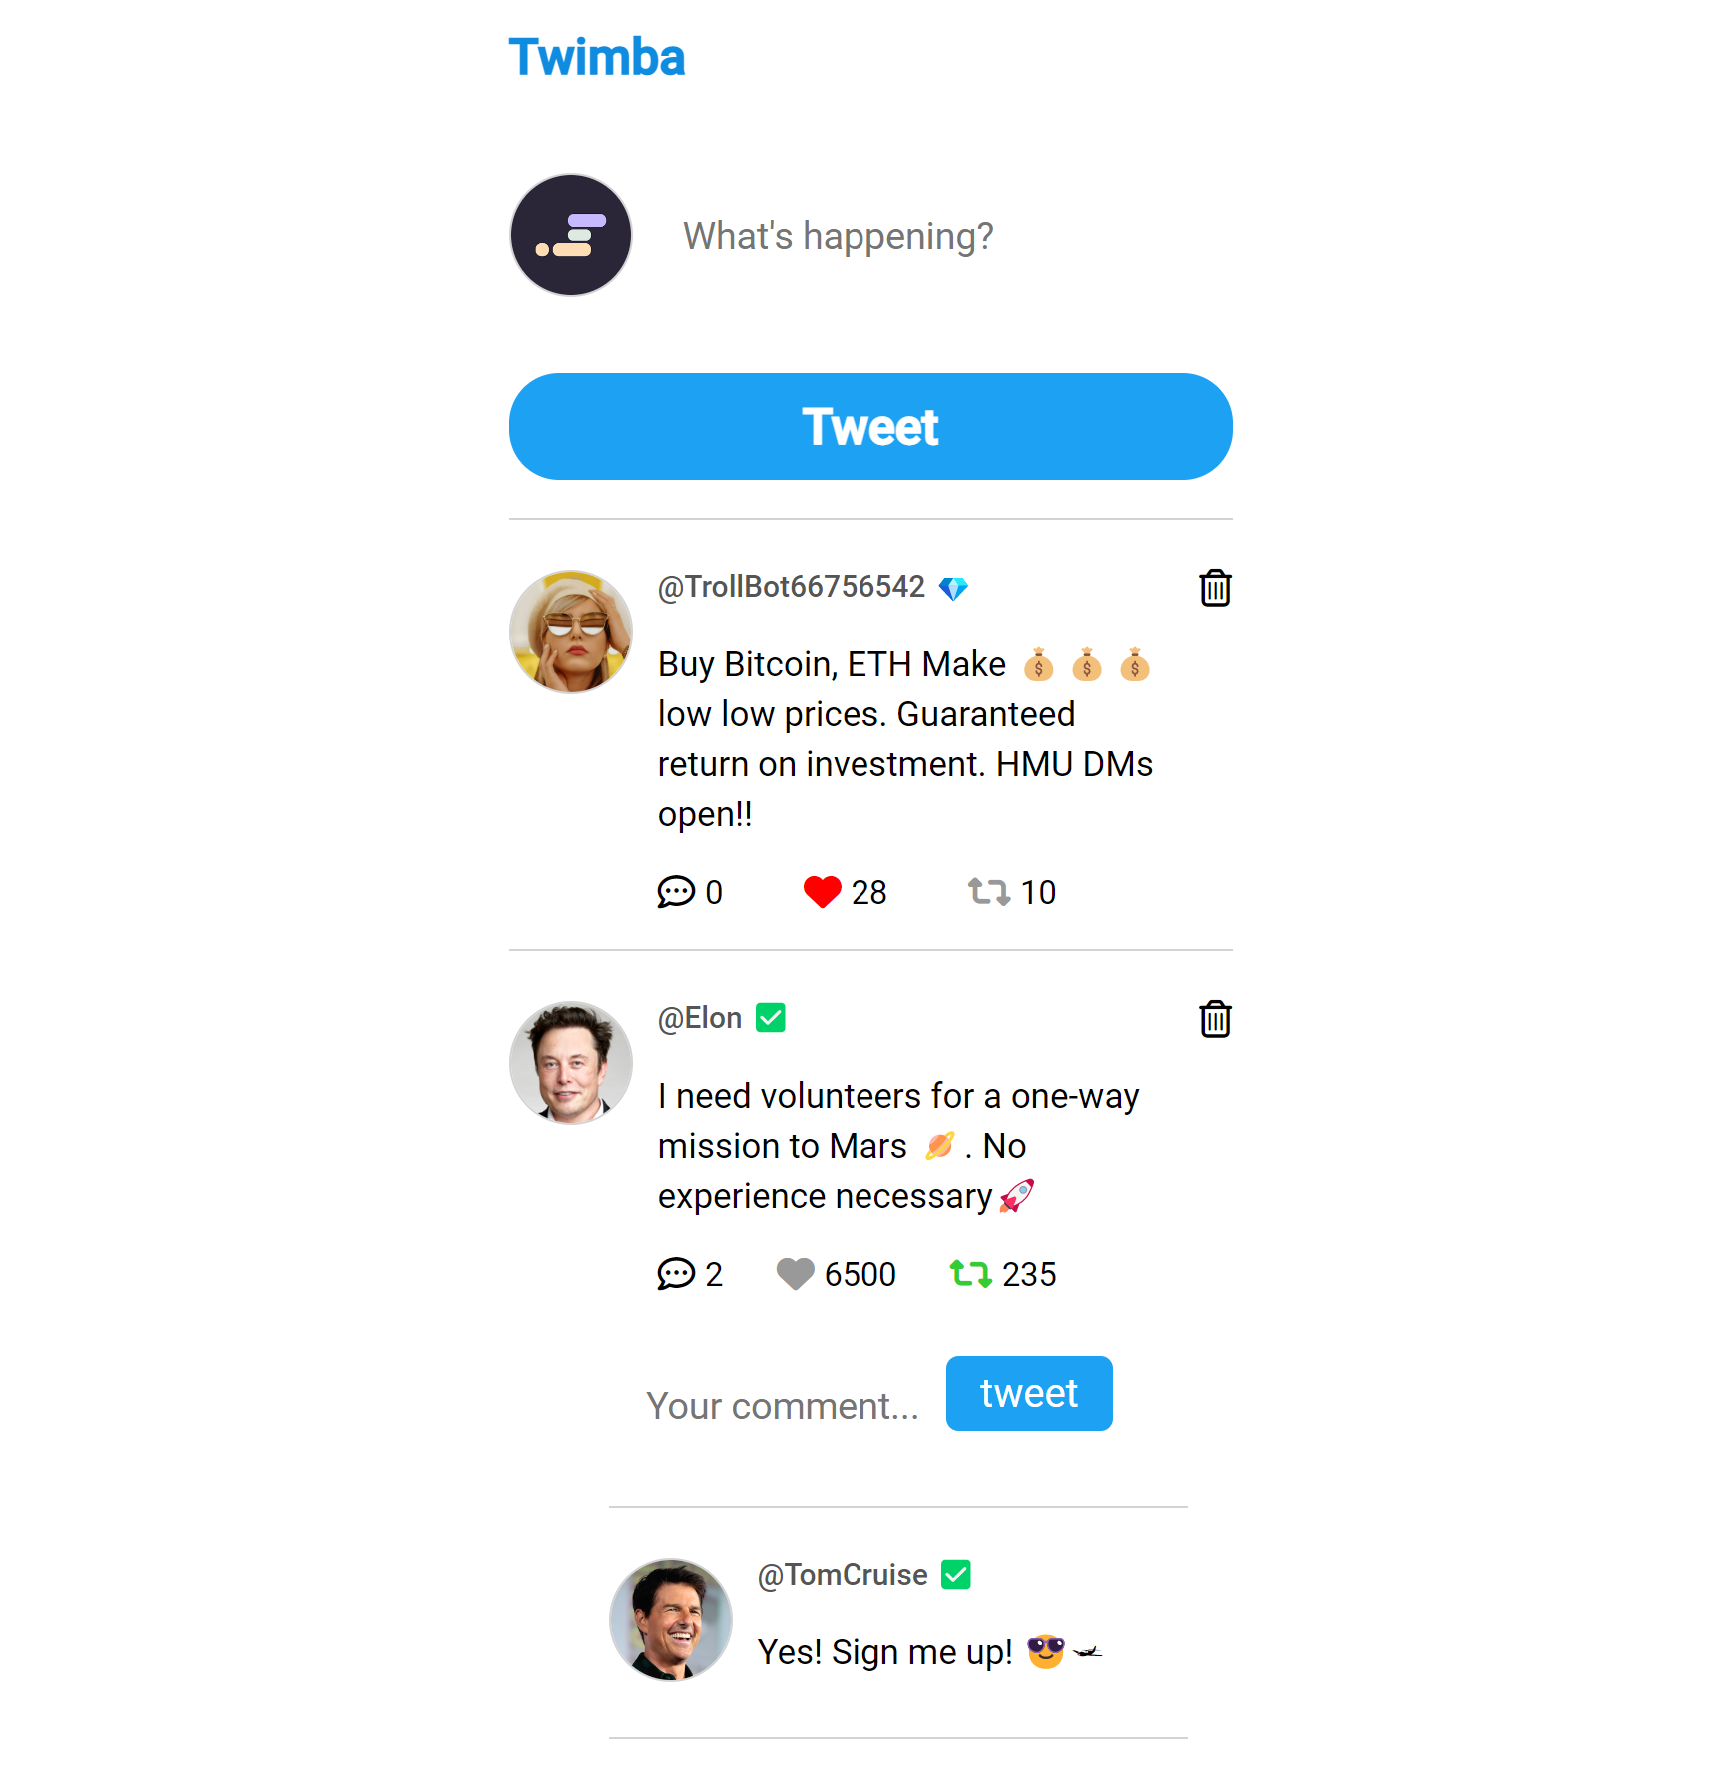 Twimba
What's happening?
Tweet
@TrollBot66756542 💎
Buy Bitcoin, ETH Make 💰 💰 💰
low low prices. Guaranteed
return on investment. HMU DMs
open!!
0 28 10
@Elon ✅
I need volunteers for a one-way
mission to Mars 🪐. No
experience necessary🚀
2 6500 235
Your comment... tweet
@TomCruise ✅
Yes! Sign me up! 😎🛩